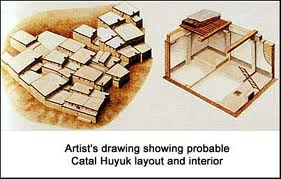 Artist's drawing showing probable
Catal Huyuk layout and interior